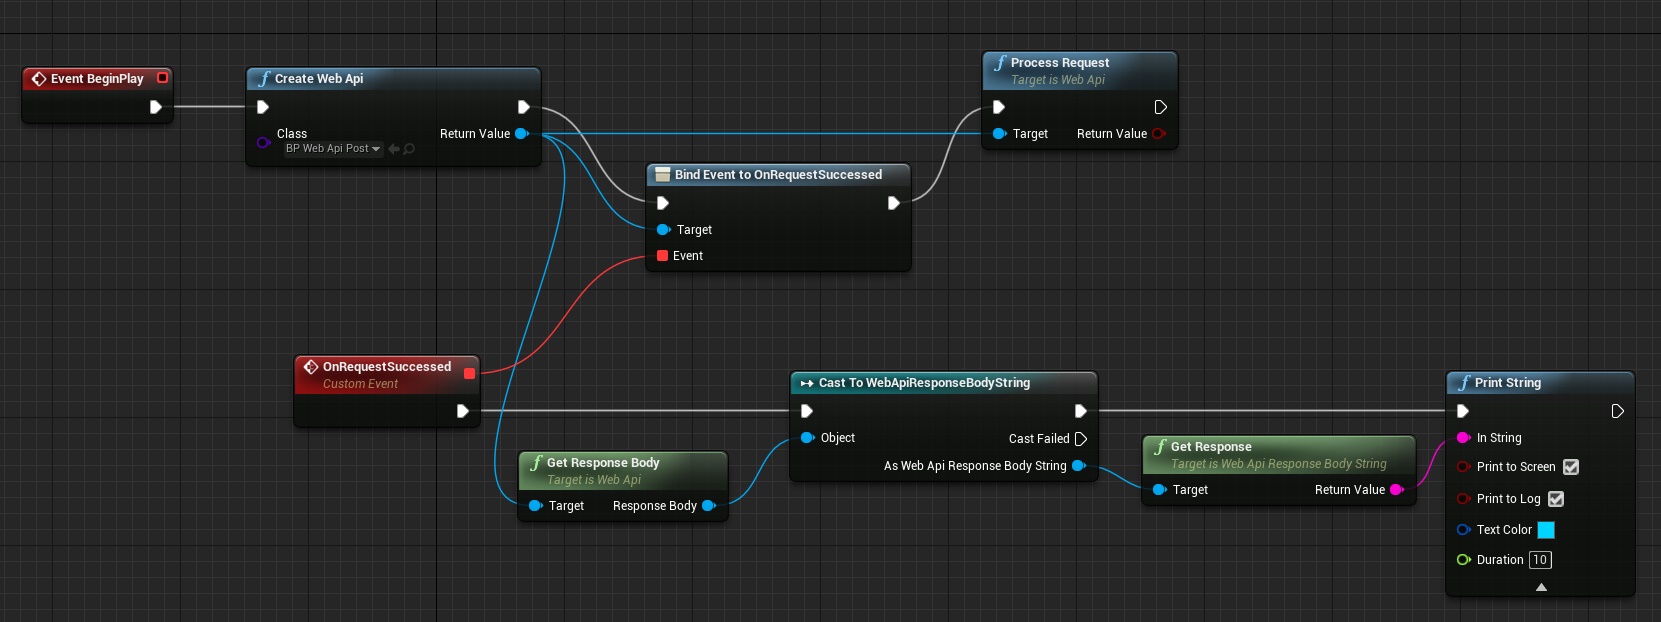 Event BeginPlay
Create Web Api
Class
BP Web Api Post
Return Value
Process Request
Target is Web Api
Target
Return Value
Bind Event to OnRequestSuccessed
Target
Event
OnRequestSuccessed
Custom Event
Get Response Body
Target is Web Api
Target
Response Body
Cast To WebApiResponseBodyString
Object
Cast Failed
As Web Api Response Body String
Get Response
Target is Web Api Response Body String
Target
Return Value
Print String
In String
Print to Screen
Print to Log
Text Color
Duration 10